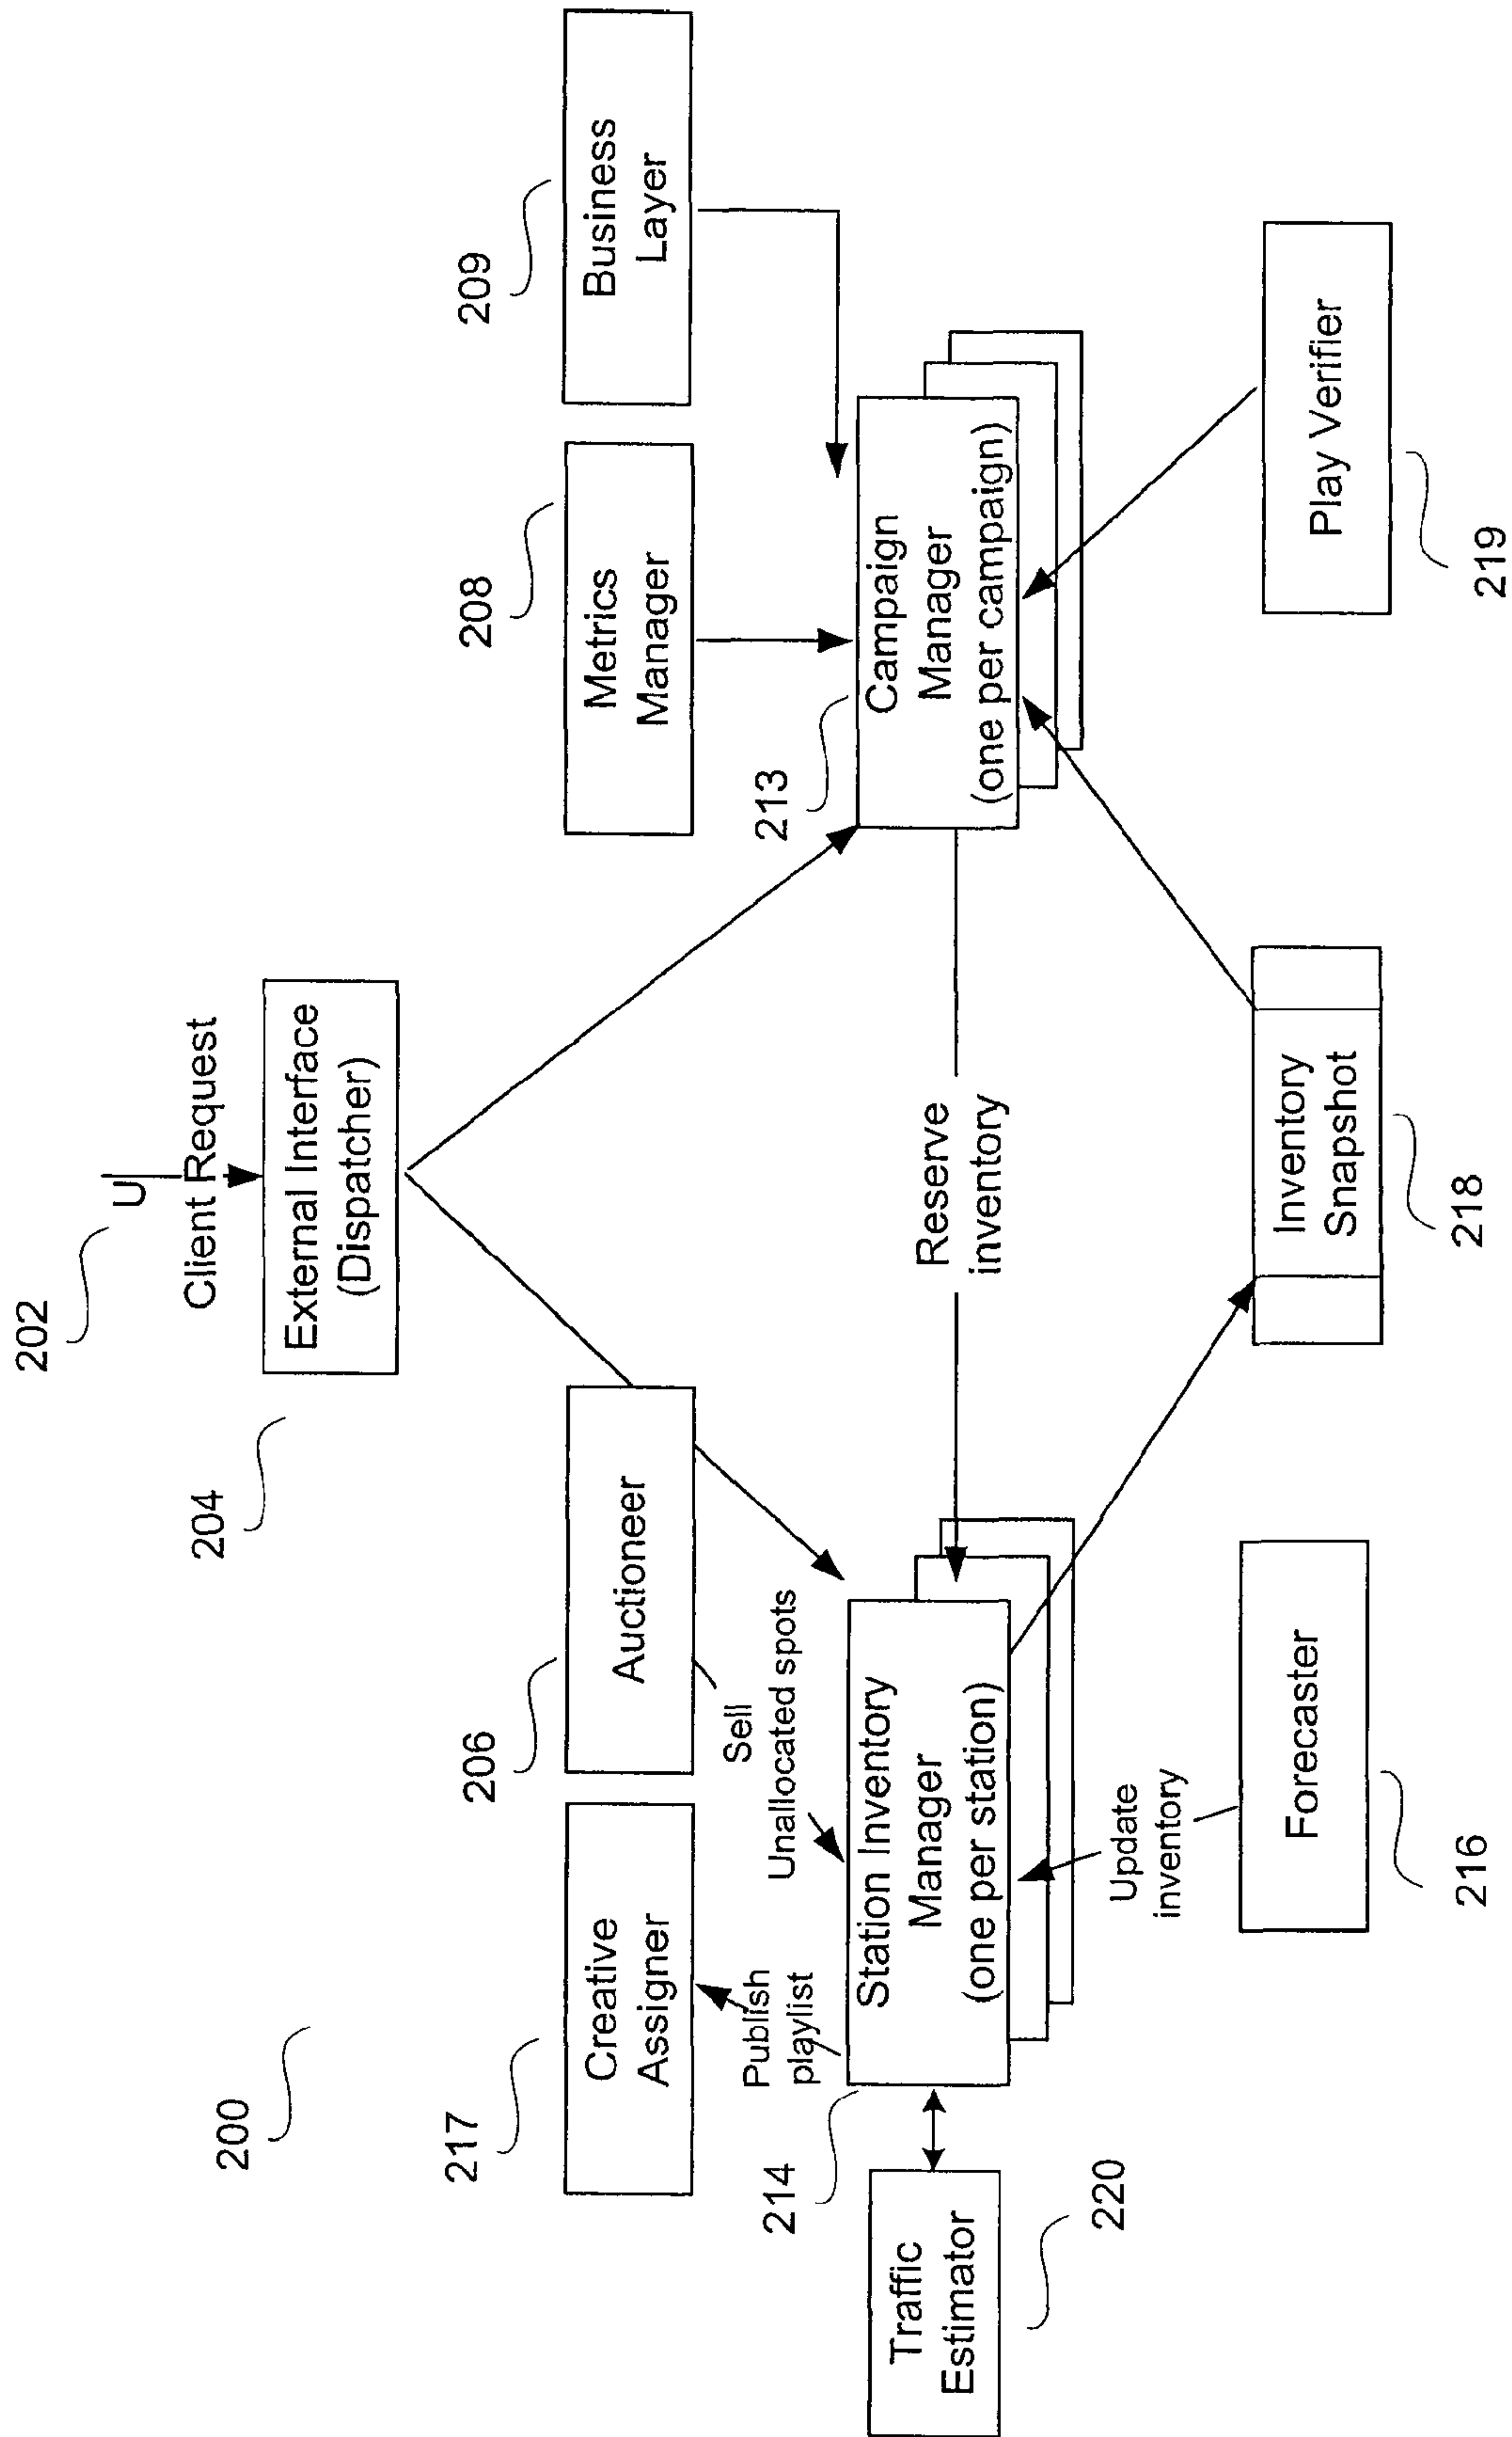 200
202
U
Client Request
204
External Interface
(Dispatcher)
217
Creative
Assigner
206
Auctioneer
208
Metrics
Manager
209
Business
Layer
Publish
playlist
Sell
Unallocated spots
214
Station Inventory
Manager
(one per station)
Reserve
inventory
213
Campaign
Manager
(one per campaign)
Traffic
Estimator
220
Update
inventory
Forecaster
216
Inventory
Snapshot
218
Play Verifier
219